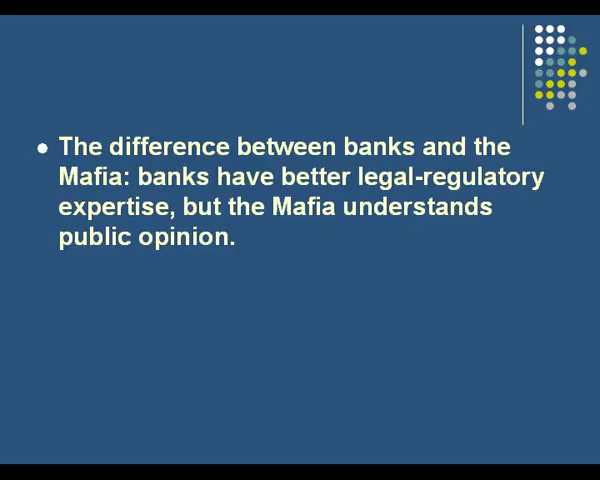 The difference between banks and the
Mafia: banks have better legal-regulatory
expertise, but the Mafia understands
public opinion.